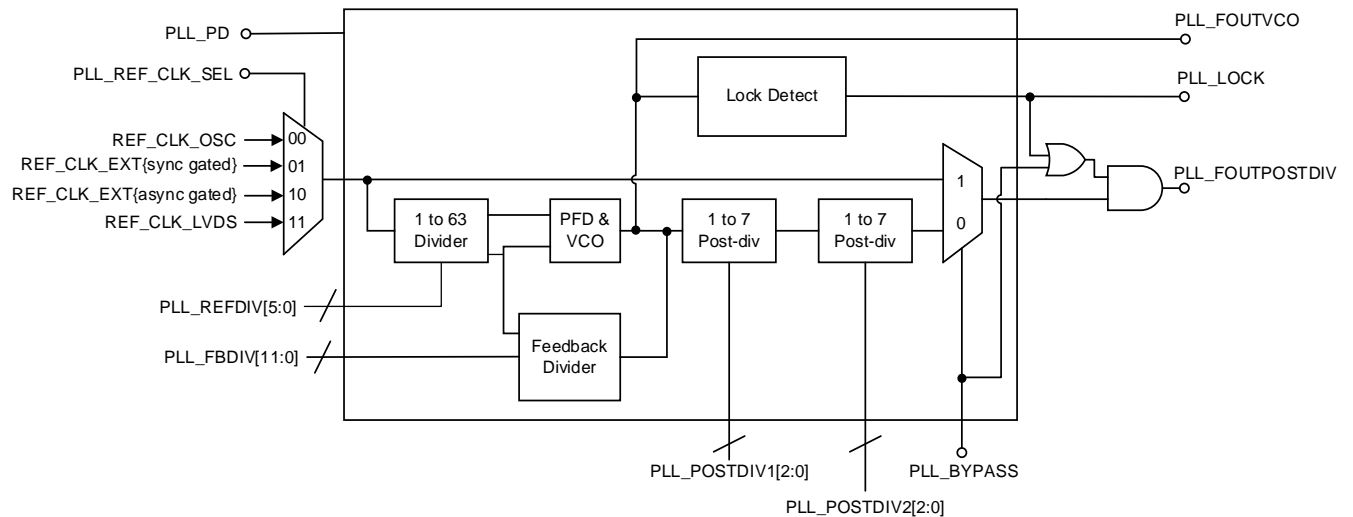 PLL_PD
PLL_FOUTVCO
PLL_REF_CLK_SEL
Lock Detect
PLL_LOCK
REF_CLK_OSC
00
REF_CLK_EXT{sync gated}
01
REF_CLK_EXT{async gated}
10
REF_CLK_LVDS
11
1
0
PLL_FOUTPOSTDIV
1 to 63
Divider
PFD &
VCO
1 to 7
Post-div
1 to 7
Post-div
PLL_REFDIV[5:0]
PLL_FBDIV[11:0]
Feedback
Divider
PLL_POSTDIV1[2:0]
PLL_BYPASS
PLL_POSTDIV2[2:0]